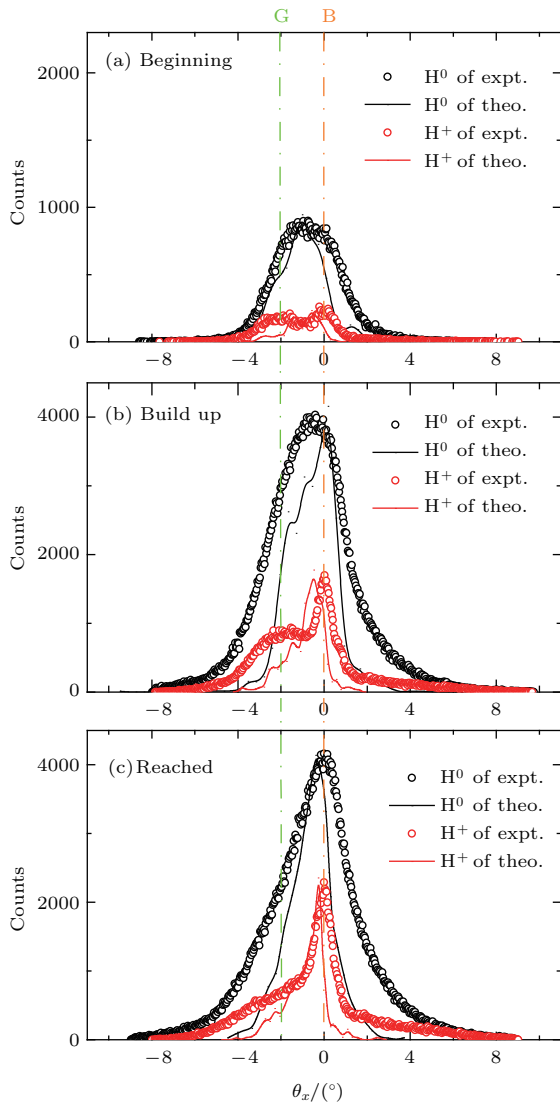 G B
(a) Beginning
2000
1000
0
Counts
H⁰ of expt.
H⁰ of theo.
H⁺ of expt.
H⁺ of theo.
−8 −4 0 4 8
(b) Build up
4000
2000
0
Counts
H⁰ of expt.
H⁰ of theo.
H⁺ of expt.
H⁺ of theo.
−8 −4 0 4 8
(c) Reached
4000
2000
0
Counts
H⁰ of expt.
H⁰ of theo.
H⁺ of expt.
H⁺ of theo.
−8 −4 0 4 8
θₓ/(°)